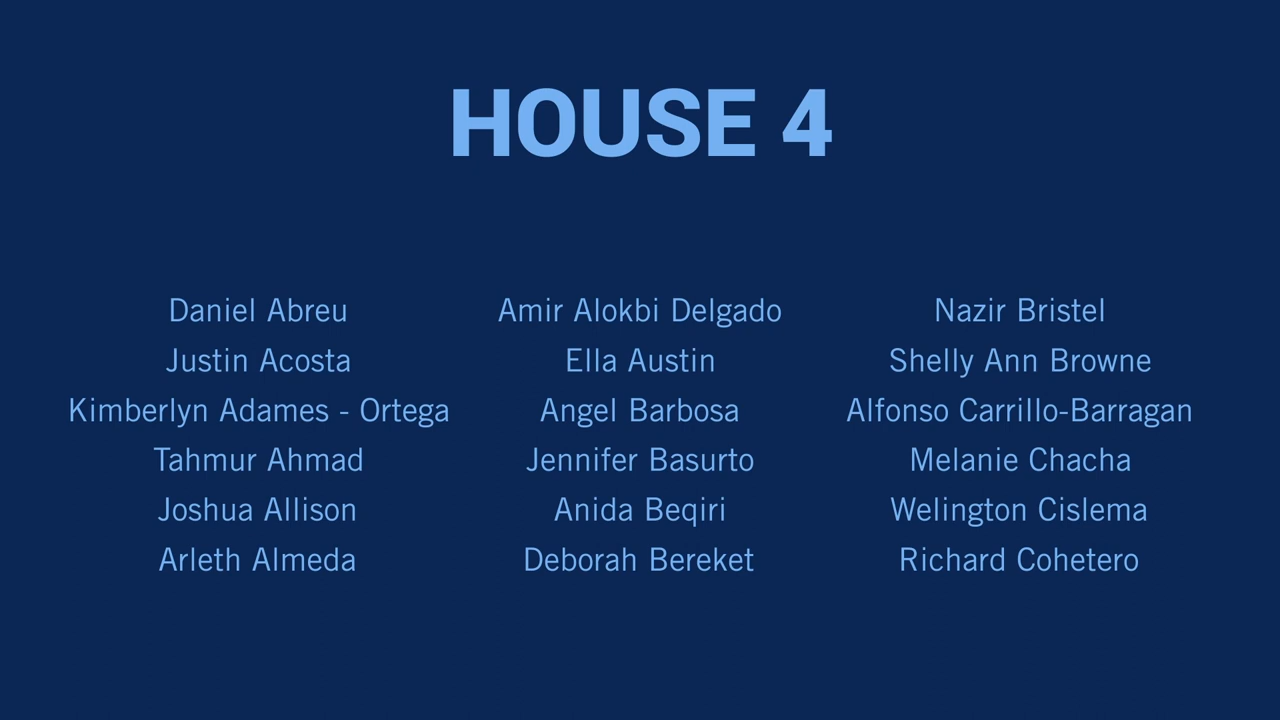 HOUSE 4
Daniel Abreu
Justin Acosta
Kimberlyn Adames - Ortega
Tahmur Ahmad
Joshua Allison
Arleth Almeda
Amir Alokbi Delgado
Ella Austin
Angel Barbosa
Jennifer Basurto
Anida Beqiri
Deborah Bereket
Nazir Bristel
Shelly Ann Browne
Alfonso Carrillo-Barragan
Melanie Chacha
Welington Cislema
Richard Cohetero